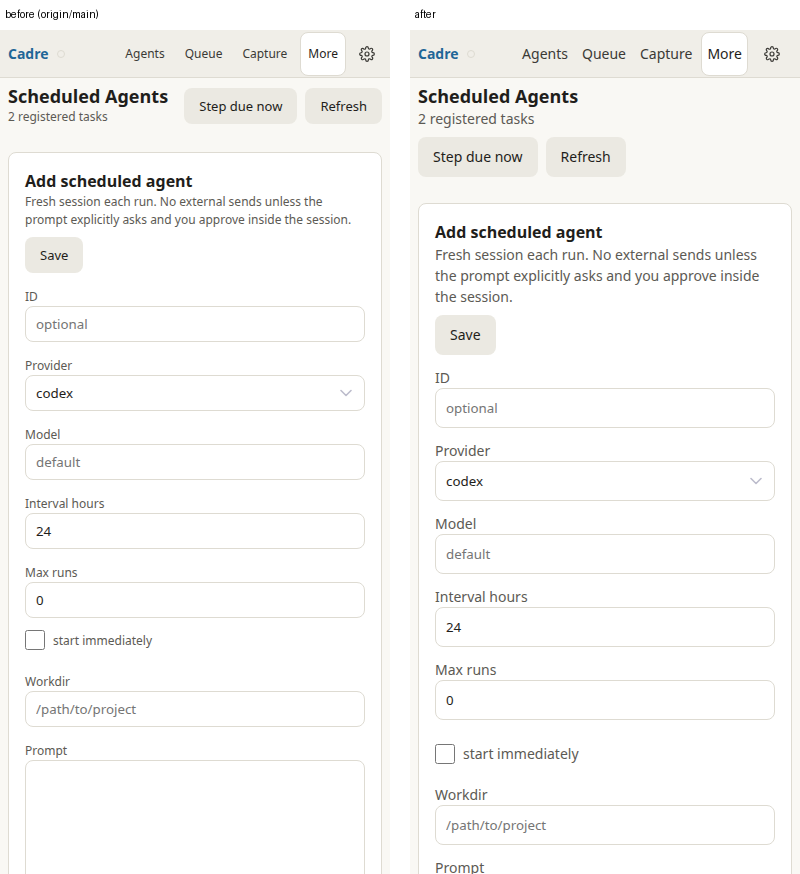 before (origin/main)
Cadre Agents Queue Capture More
Scheduled Agents
2 registered tasks
Step due now Refresh
Add scheduled agent
Fresh session each run. No external sends unless the
prompt explicitly asks and you approve inside the session.
Save
ID
optional
Provider
codex
Model
default
Interval hours
24
Max runs
0
start immediately
Workdir
/path/to/project
Prompt
after
Cadre Agents Queue Capture More
Scheduled Agents
2 registered tasks
Step due now Refresh
Add scheduled agent
Fresh session each run. No external sends unless
the prompt explicitly asks and you approve inside
the session.
Save
ID
optional
Provider
codex
Model
default
Interval hours
24
Max runs
0
start immediately
Workdir
/path/to/project
Prompt